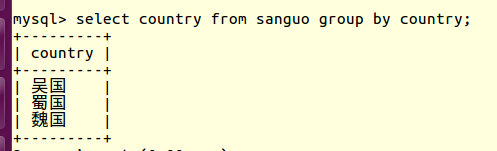 mysql> select country from sanguo group by country;
+---------+
| country |
+---------+
| 吴国    |
| 蜀国    |
| 魏国    |
+---------+